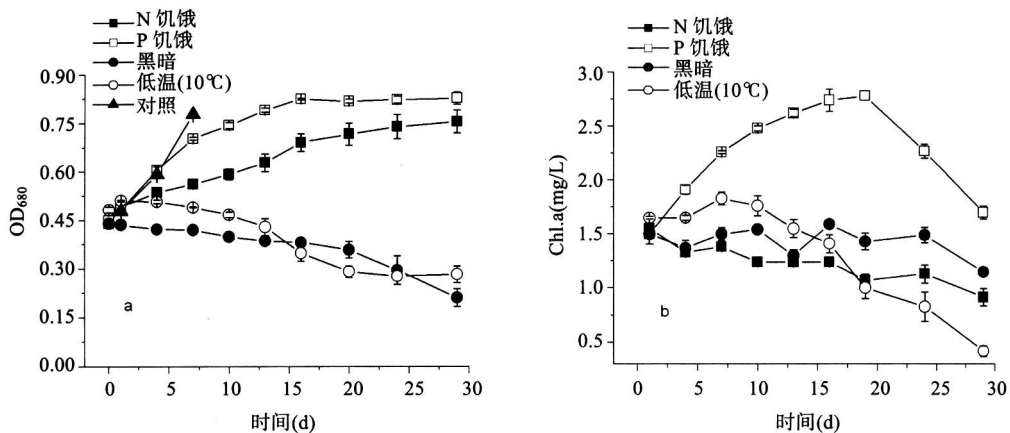 N 饥饿
P 饥饿
黑暗
低温(10℃)
对照
0.90
0.75
0.60
0.45
0.30
0.15
0.00
OD680
a
0 5 10 15 20 25 30
时间(d)
N 饥饿
P 饥饿
黑暗
低温(10℃)
3.0
2.5
2.0
1.5
1.0
0.5
Chl.a(mg/L)
b
0 5 10 15 20 25 30
时间(d)